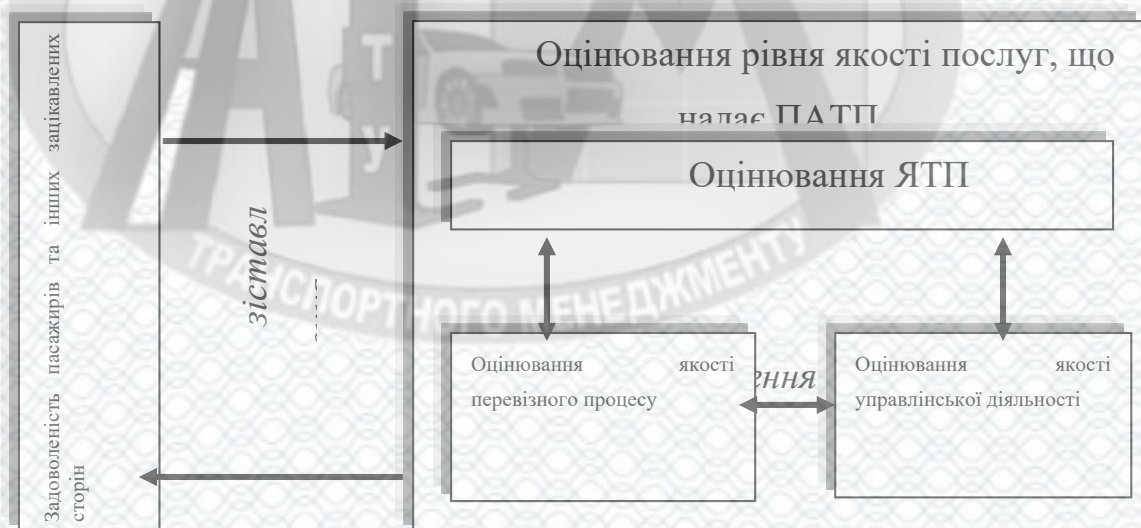 Задоволеність пасажирів та інших зацікавлених
сторін
зіставл
Оцінювання рівня якості послуг, що
надає ПАТП
Оцінювання ЯТП
Оцінювання якості
перевізного процесу
ення
Оцінювання якості
управлінської діяльності
Т
У
ТРАНСПОРТНОГО МЕНЕДЖМЕНТУ